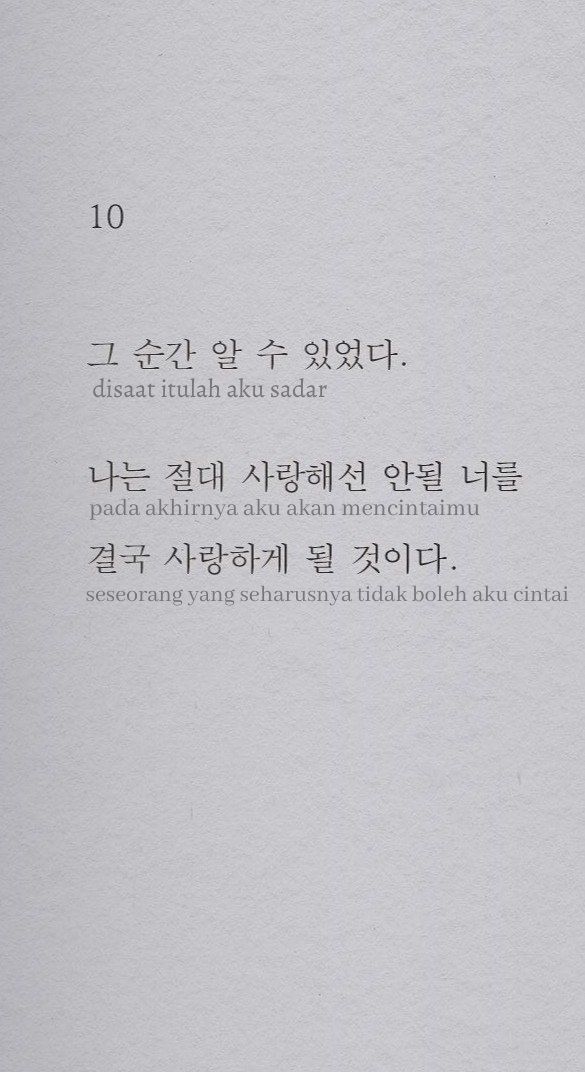 10
그 순간 알 수 있었다.
disaat itulah aku sadar
나는 절대 사랑해선 안될 너를
pada akhirnya aku akan mencintaimu
결국 사랑하게 될 것이다.
seseorang yang seharusnya tidak boleh aku cintai